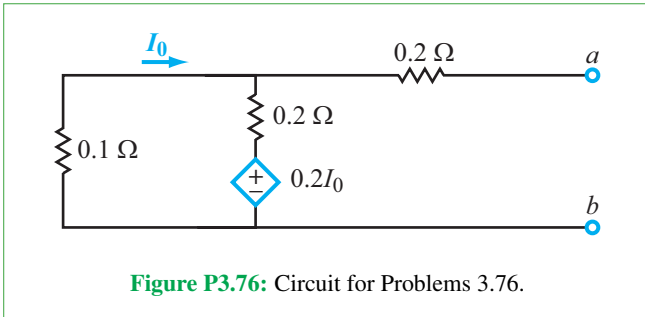 I₀
0.2 Ω
a
0.2 Ω
0.1 Ω
+
−
0.2I₀
b
Figure P3.76: Circuit for Problems 3.76.